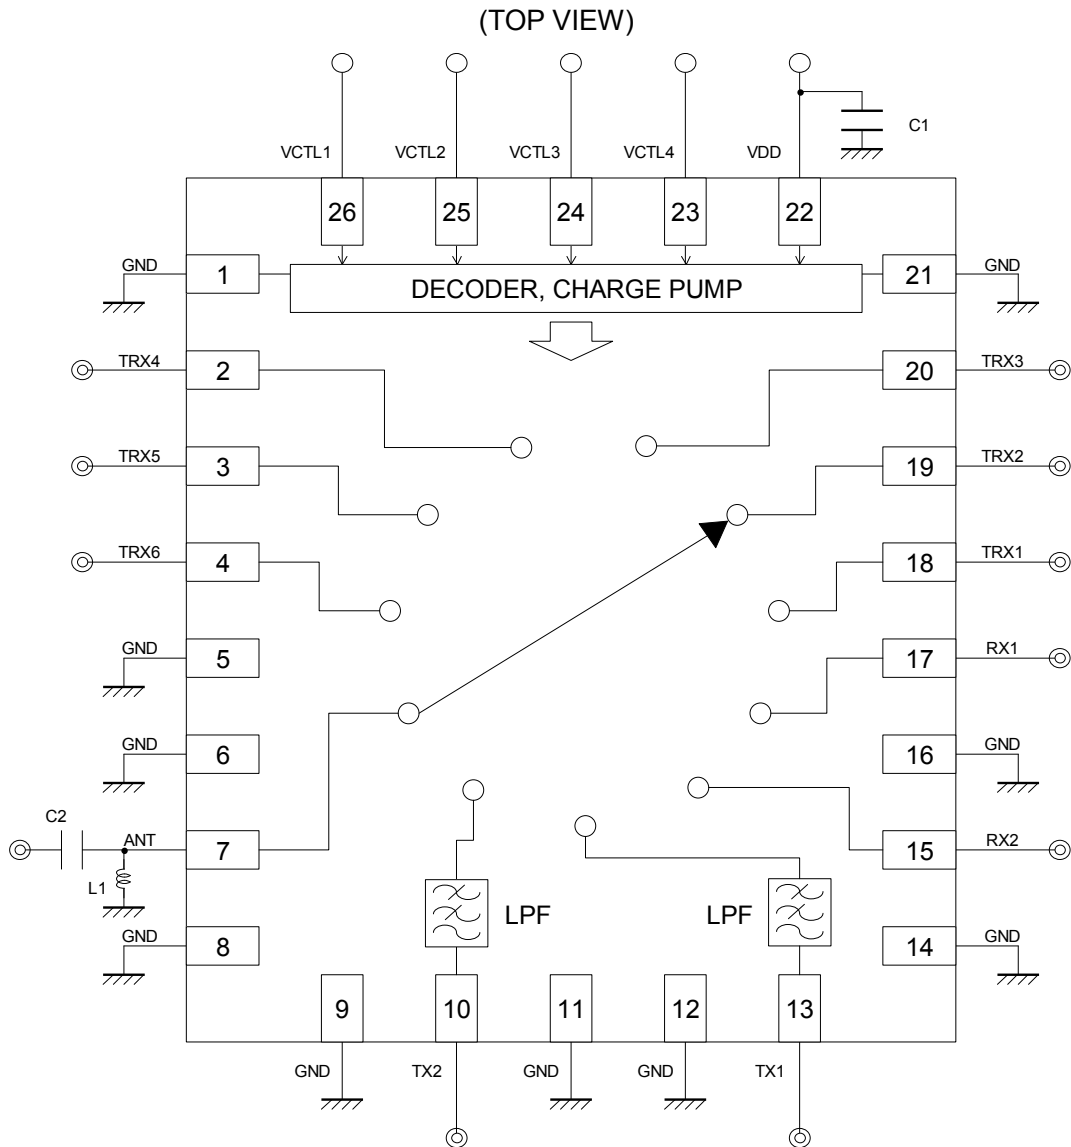 (TOP VIEW)
C1
VCTL1 VCTL2 VCTL3 VCTL4 VDD
26 25 24 23 22
GND 1 DECODER, CHARGE PUMP 21 GND
TRX4 2 20 TRX3
TRX5 3 19 TRX2
TRX6 4 18 TRX1
GND 5 17 RX1
GND 6 16 GND
C2 ANT 7 15 RX2
L1
LPF LPF
GND 8 14 GND
9 10 11 12 13
GND TX2 GND GND TX1